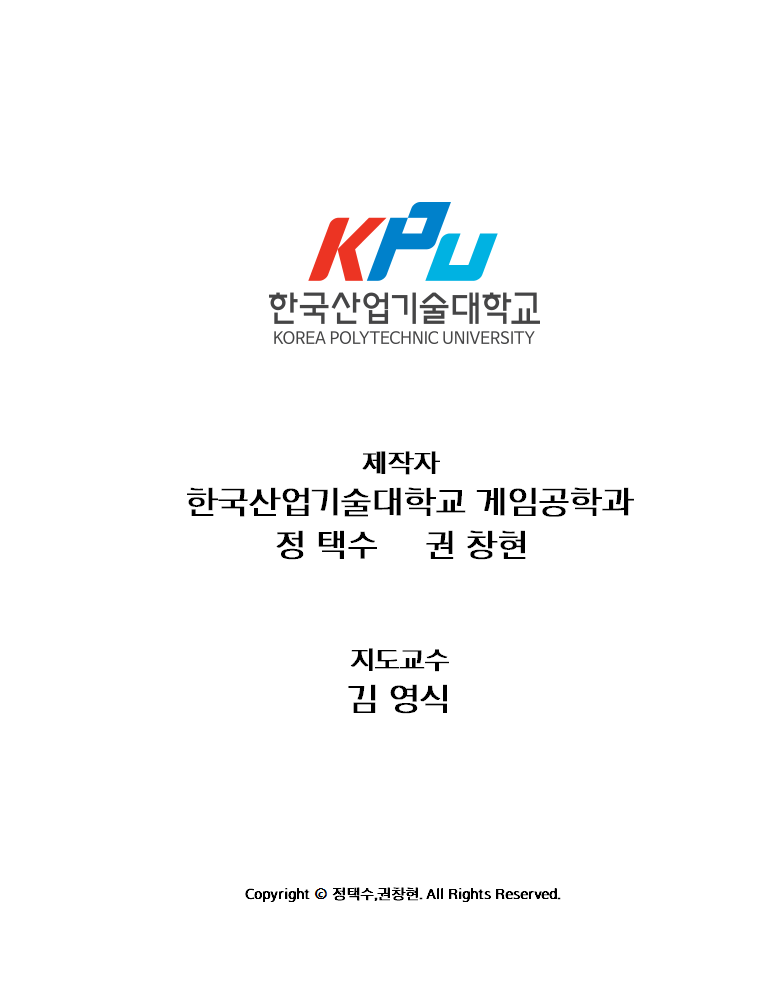 KPU
한국산업기술대학교
KOREA POLYTECHNIC UNIVERSITY
제작자
한국산업기술대학교 게임공학과
정 택수 권 창현
지도교수
김 영식
Copyright © 정택수,권창현. All Rights Reserved.